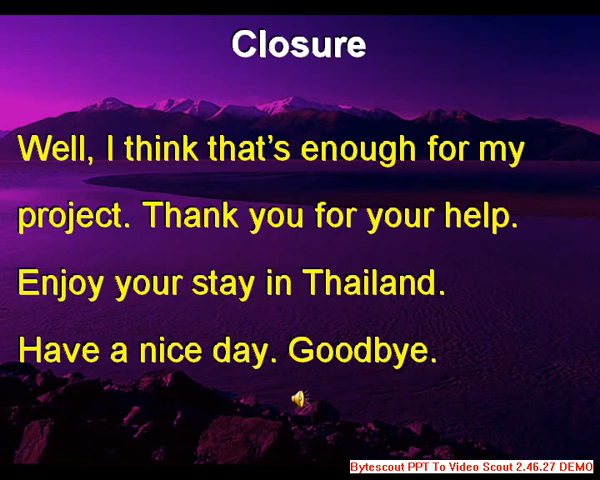 Closure
Well, I think that’s enough for my
project. Thank you for your help.
Enjoy your stay in Thailand.
Have a nice day. Goodbye.
Bytescout PPT To Video Scout 2.46.27 DEMO